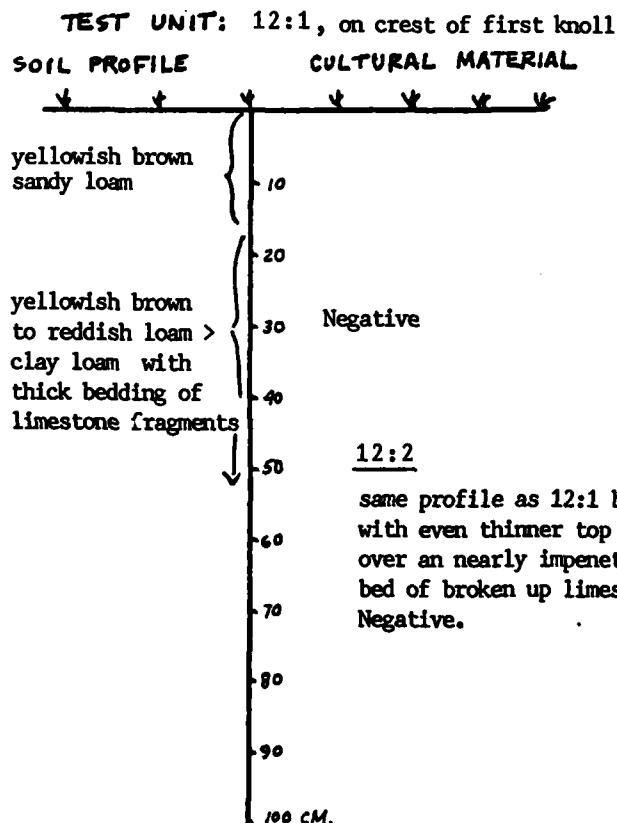 TEST UNIT: 12:1, on crest of first knoll
SOIL PROFILE CULTURAL MATERIAL
yellowish brown
sandy loam
10
20
yellowish brown
to reddish loam >
clay loam with
thick bedding of
limestone fragments
30
Negative
40
50
12:2
same profile as 12:1
with even thinner top
over an nearly
bed of broken up
Negative.
60
70
80
90
100 CM.